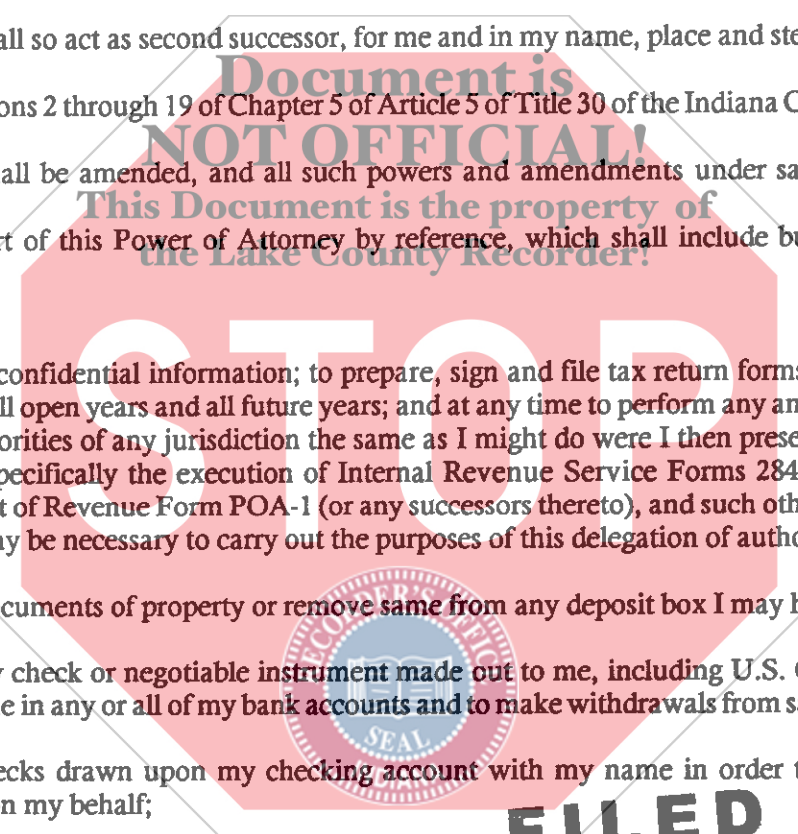 all so act as second successor, for me and in my name, place and ste
Document is
ons 2 through 19 of Chapter 5 of Article 5 of Title 30 of the Indiana C
NOT OFFICIAL!
all be amended, and all such powers and amendments under sa
This Document is the property of
rt of this Power of Attorney by reference, which shall include bu
the Lake County Recorder!
STOP
confidential information; to prepare, sign and file tax return forms
ll open years and all future years; and at any time to perform any an
orities of any jurisdiction the same as I might do were I then prese
pecifically the execution of Internal Revenue Service Forms 284
t of Revenue Form POA-1 (or any successors thereto), and such oth
ay be necessary to carry out the purposes of this delegation of autho
cuments of property or remove same from any deposit box I may h
RECORDER'S OFFICE
y check or negotiable instrument made out to me, including U.S.
e in any or all of my bank accounts and to make withdrawals from s
SEAL
INDIANA
ecks drawn upon my checking account with my name in order t
n my behalf;
FILED